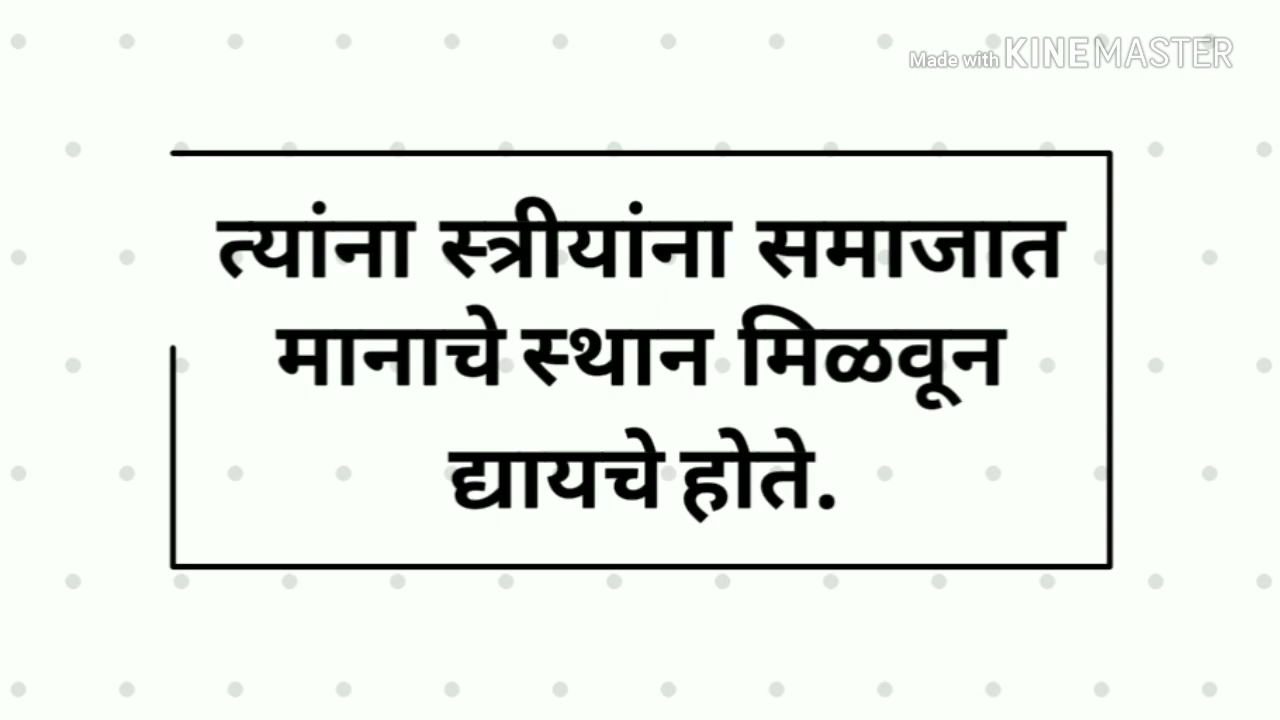 Made with KINEMASTER
त्यांना स्त्रीयांना समाजात
मानाचे स्थान मिळवून
द्यायचे होते.